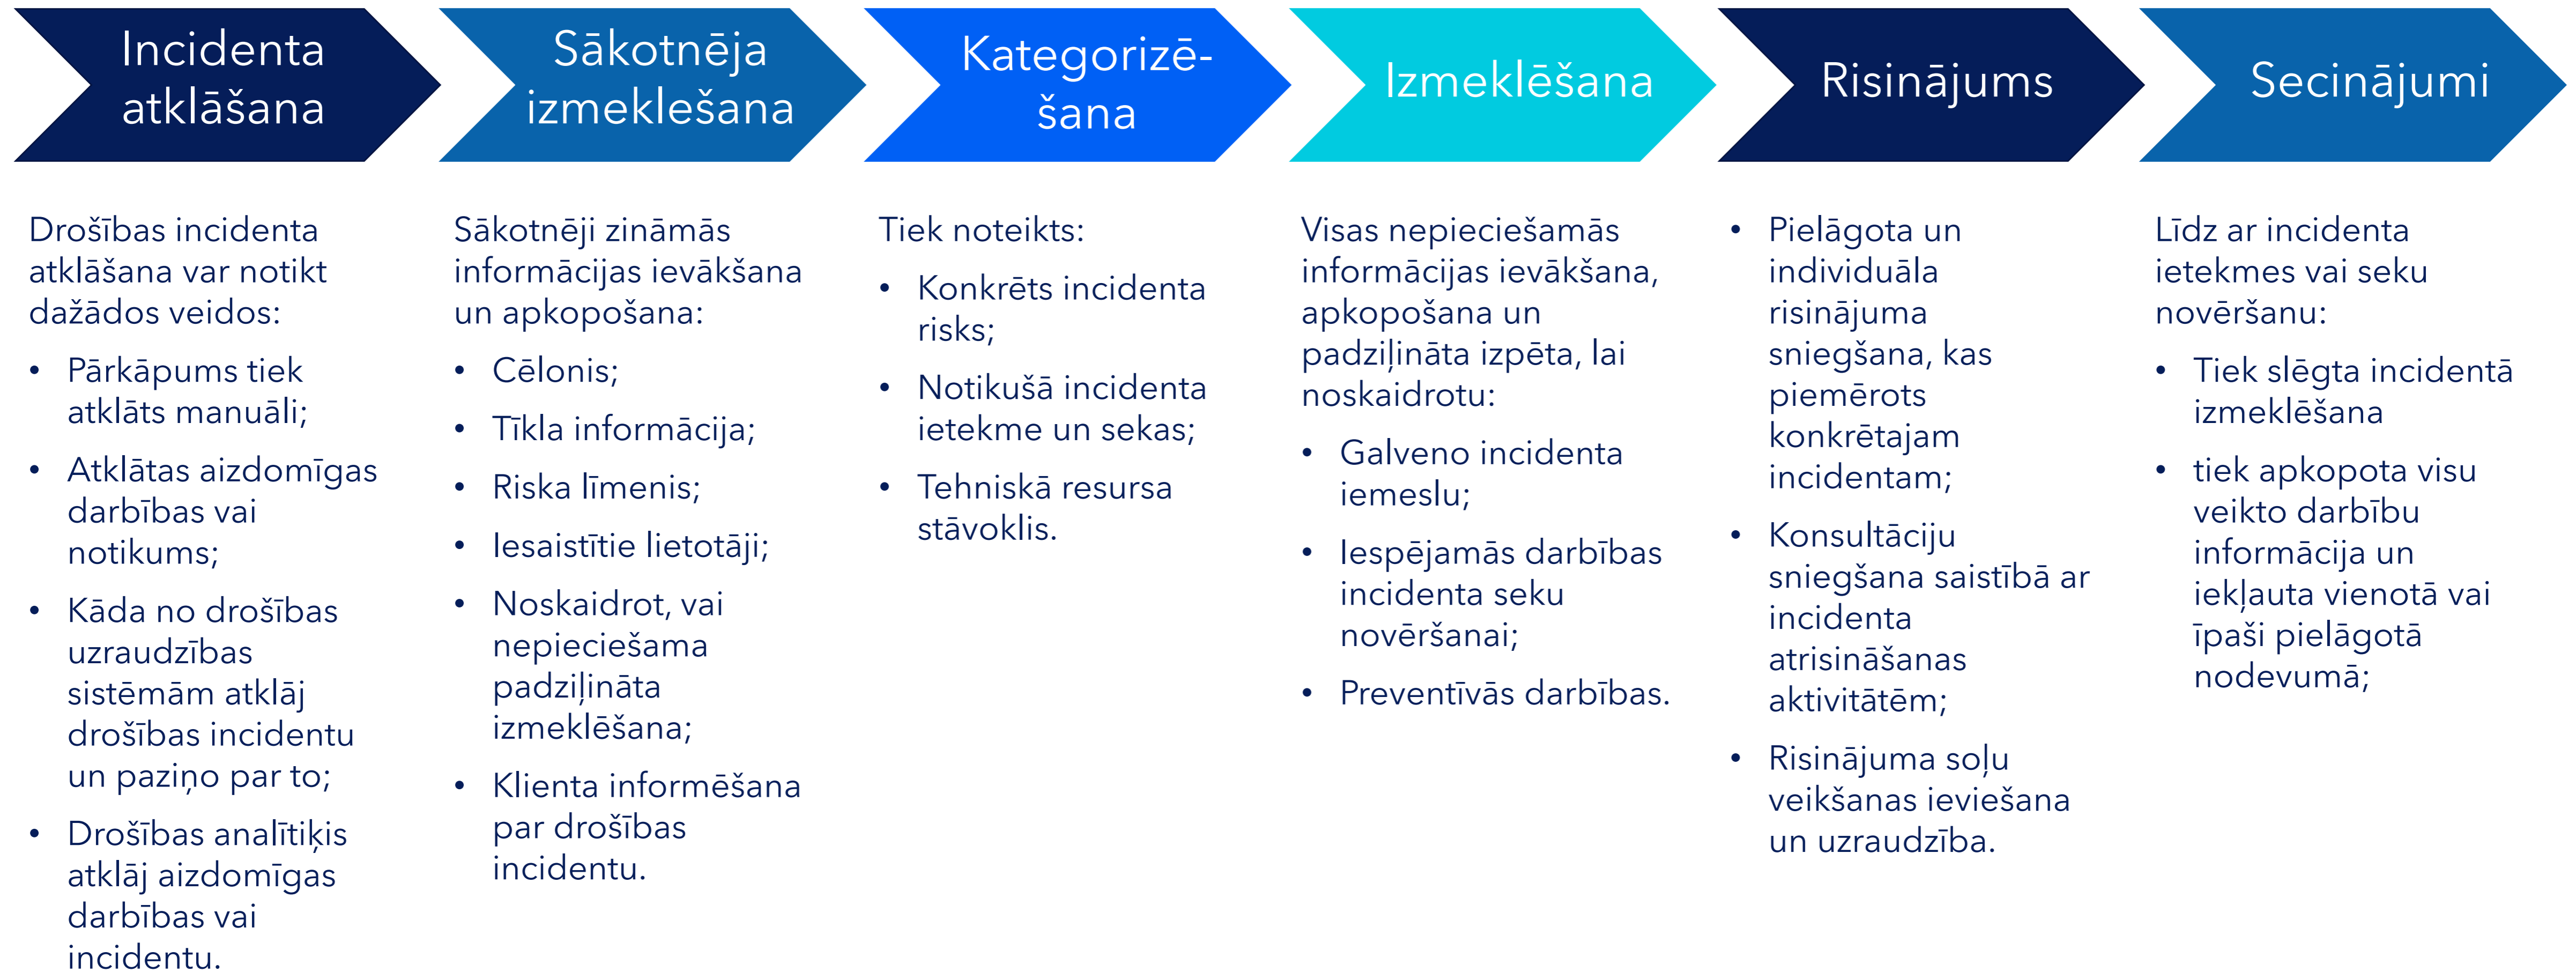 Incidenta
atklāšana
Sākotnēja
izmeklešana
Kategorizē-
šana
Izmeklēšana
Risinājums
Secinājumi
Drošības incidenta
atklāšana var notikt
dažādos veidos:
• Pārkāpums tiek
atklāts manuāli;
• Atklātas aizdomīgas
darbības vai
notikums;
• Kāda no drošības
uzraudzības
sistēmām atklāj
drošības incidentu
un paziņo par to;
• Drošības analītiķis
atklāj aizdomīgas
darbības vai
incidentu.
Sākotnēji zināmās
informācijas ievākšana
un apkopošana:
• Cēlonis;
• Tīkla informācija;
• Riska līmenis;
• Iesaistītie lietotāji;
• Noskaidrot, vai
nepieciešama
padziļināta
izmeklēšana;
• Klienta informēšana
par drošības
incidentu.
Tiek noteikts:
• Konkrēts incidenta
risks;
• Notikušā incidenta
ietekme un sekas;
• Tehniskā resursa
stāvoklis.
Visas nepieciešamās
informācijas ievākšana,
apkopošana un
padziļināta izpēta, lai
noskaidrotu:
• Galveno incidenta
iemeslu;
• Iespējamās darbības
incidenta seku
novēršanai;
• Preventīvās darbības.
• Pielāgota un
individuāla
risinājuma
sniegšana, kas
piemērots
konkrētajam
incidentam;
• Konsultāciju
sniegšana saistībā ar
incidenta
atrisināšanas
aktivitātēm;
• Risinājuma soļu
veikšanas ieviešana
un uzraudzība.
Līdz ar incidenta
ietekmes vai seku
novēršanu:
• Tiek slēgta incidentā
izmeklēšana
• tiek apkopota visu
veikto darbību
informācija un
iekļauta vienotā vai
īpaši pielāgotā
nodevumā;